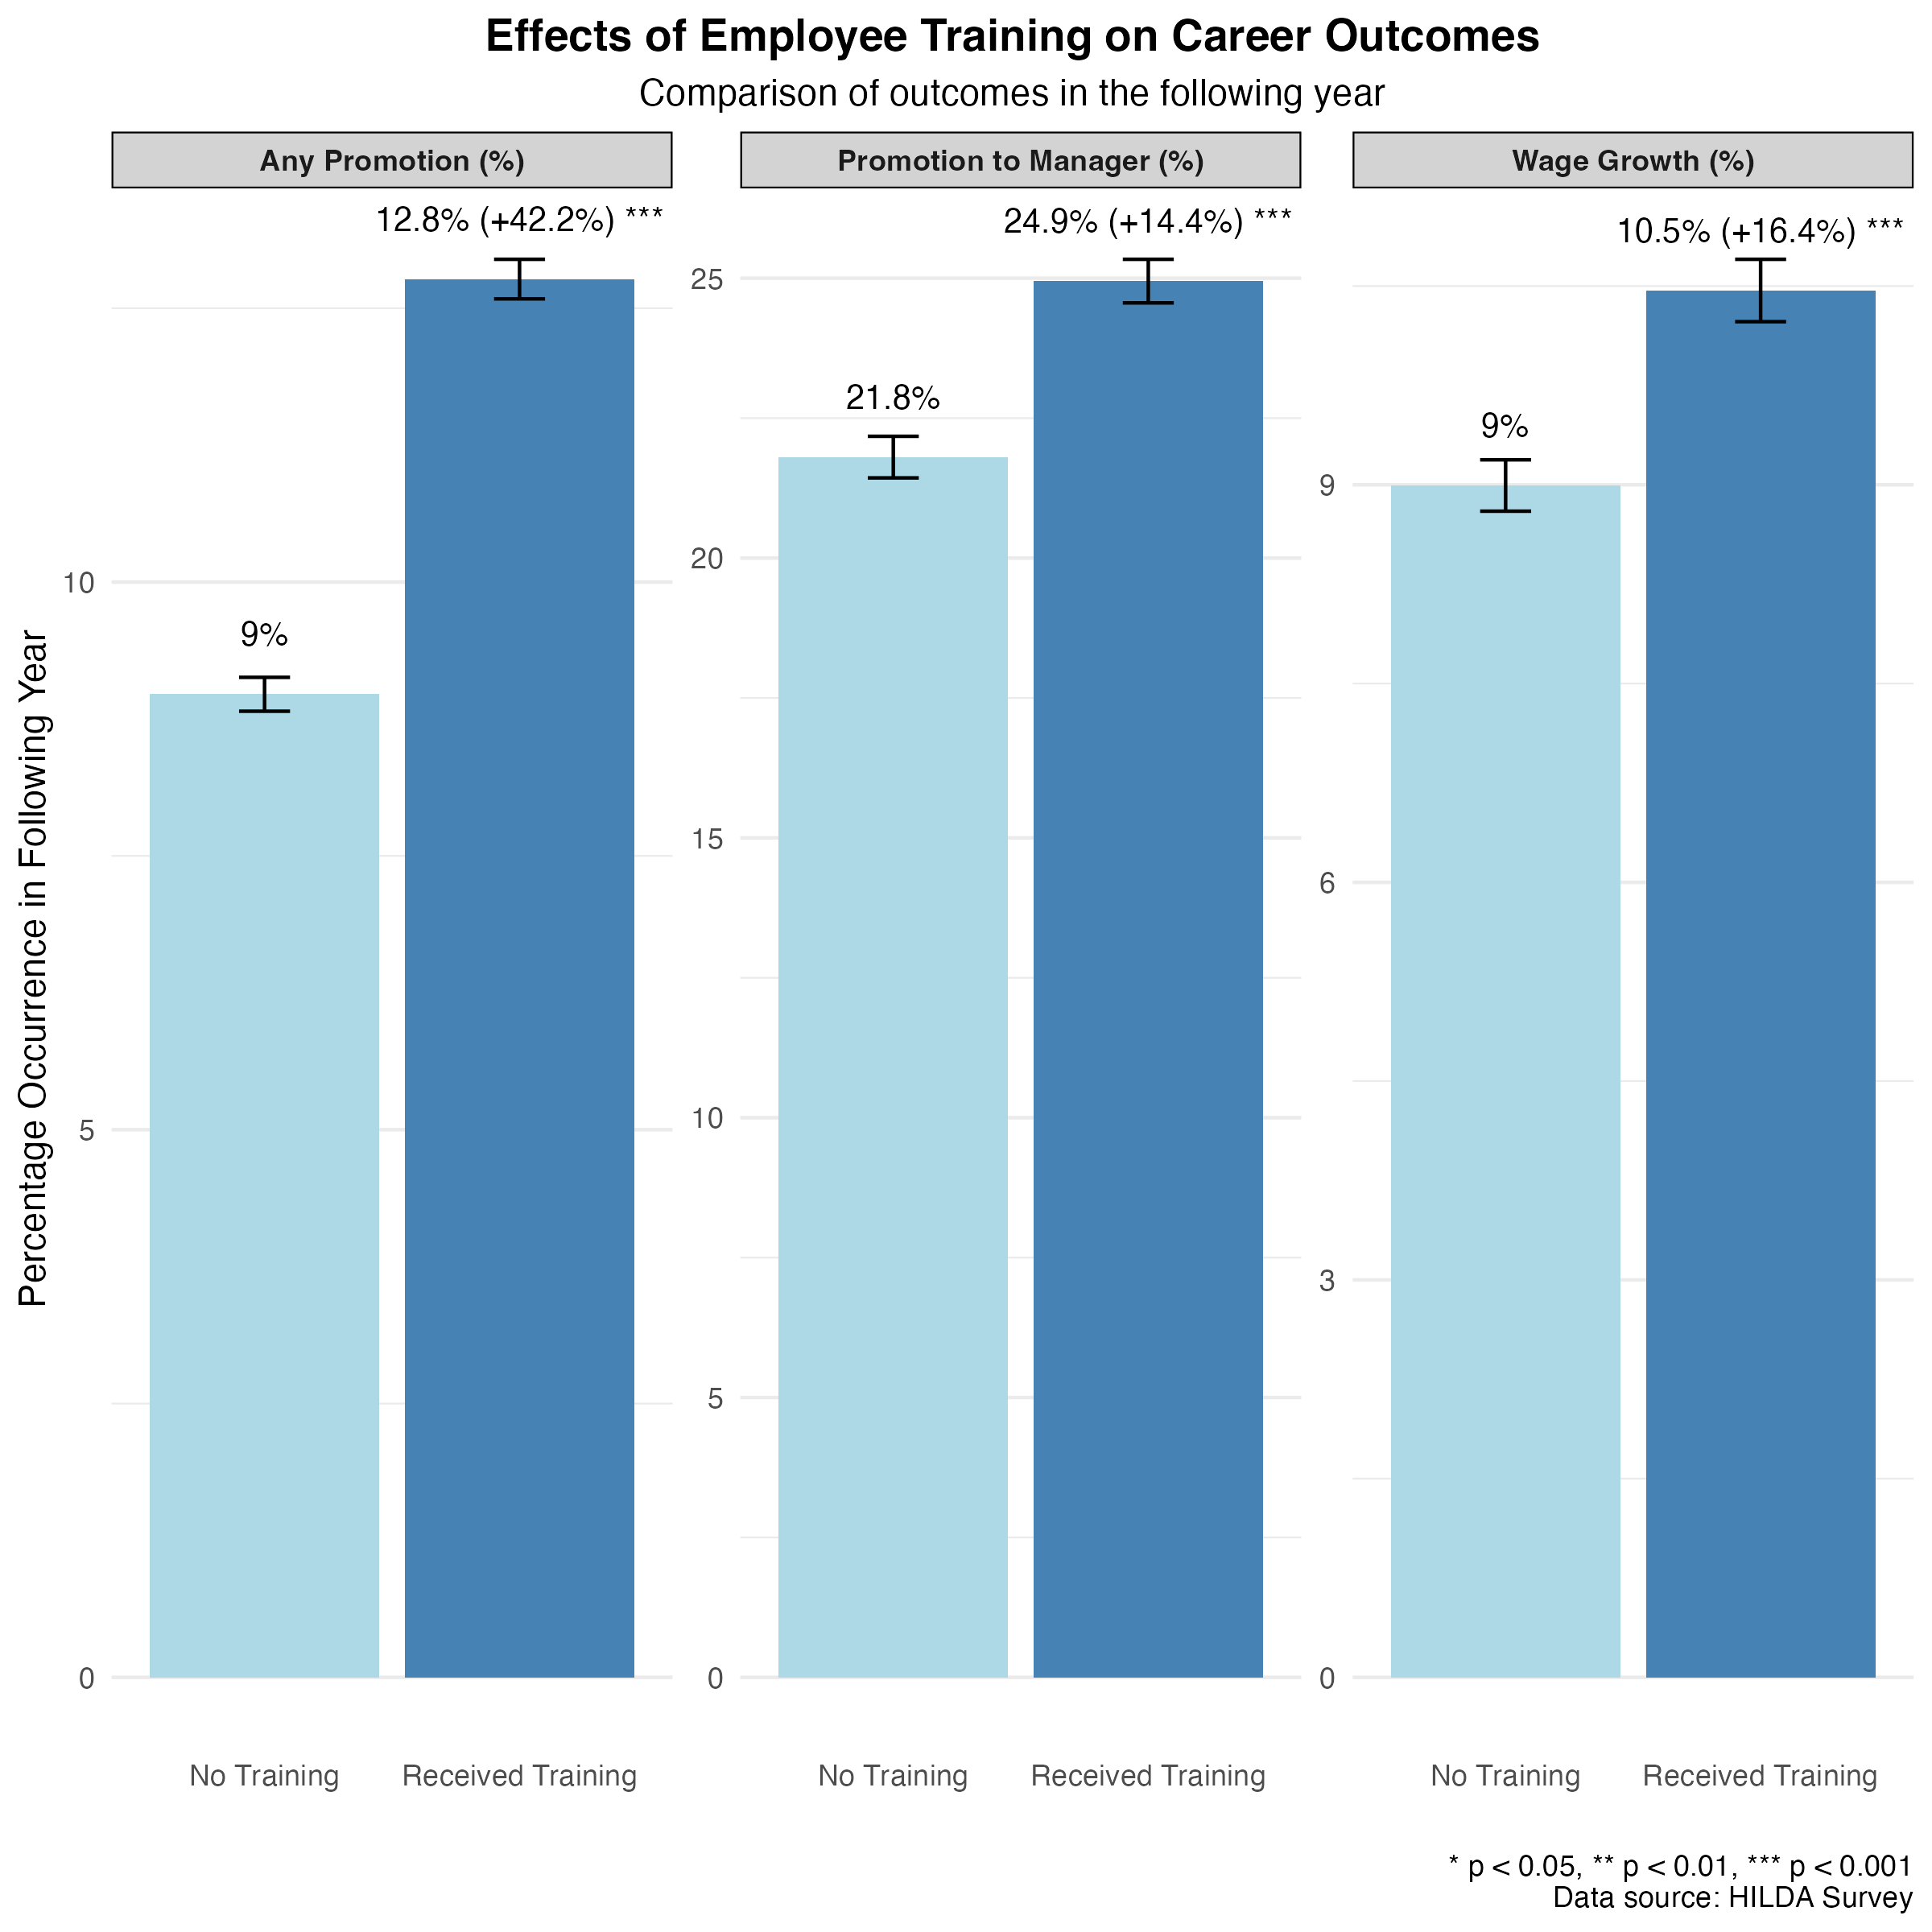 Effects of Employee Training on Career Outcomes
Comparison of outcomes in the following year
Any Promotion (%)
Promotion to Manager (%)
Wage Growth (%)
12.8% (+42.2%) ***
24.9% (+14.4%) ***
10.5% (+16.4%) ***
9%
21.8%
9%
Percentage Occurrence in Following Year
10
5
0
25
20
15
10
5
0
9
6
3
0
No Training
Received Training
No Training
Received Training
No Training
Received Training
* p < 0.05, ** p < 0.01, *** p < 0.001
Data source: HILDA Survey